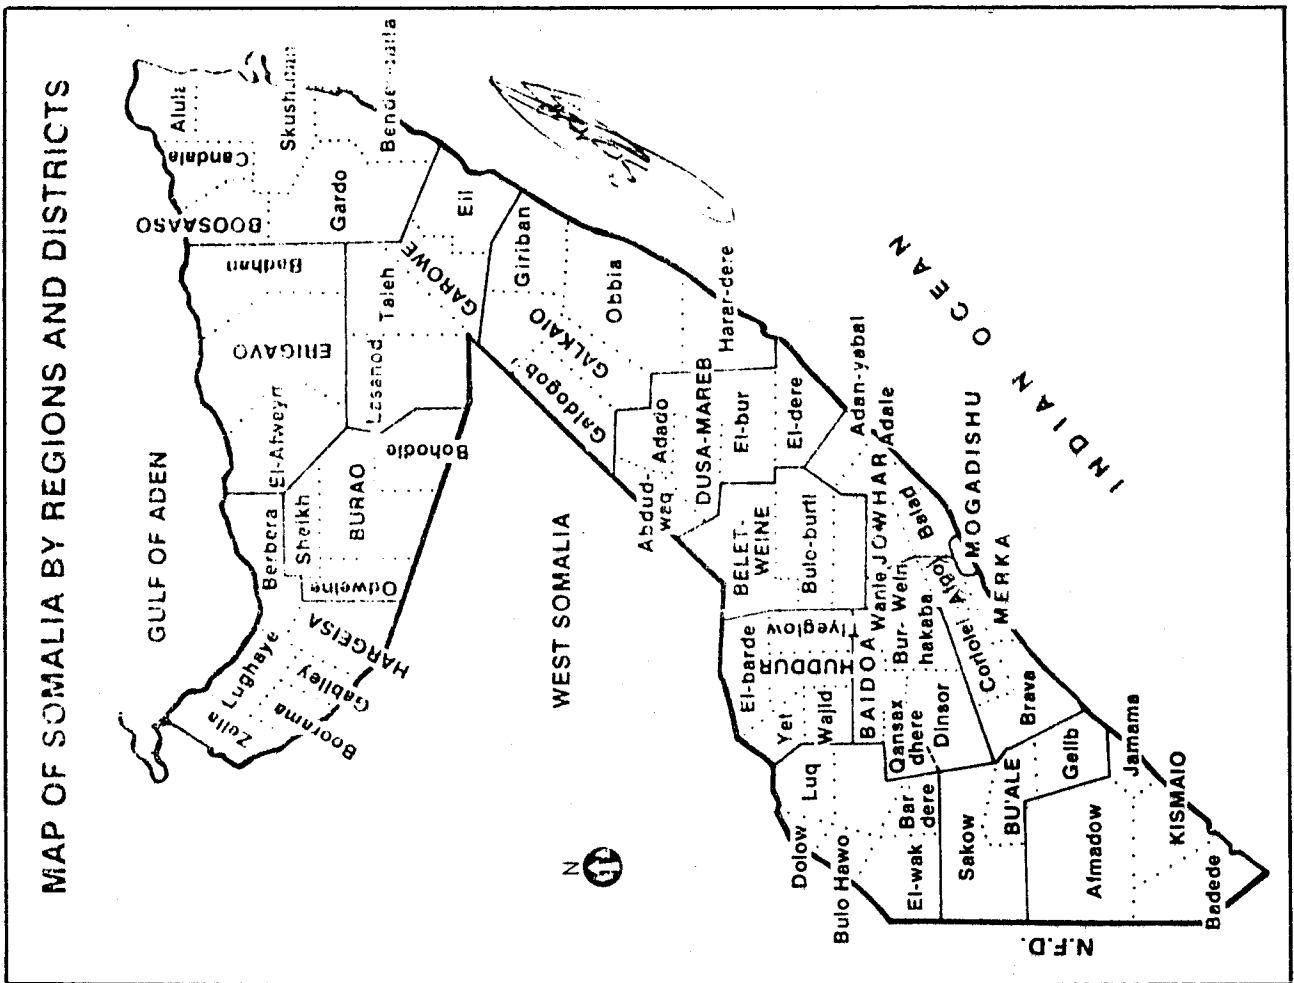 MAP OF SOMALIA BY REGIONS AND DISTRICTS
GULF OF ADEN
Alula
Candala
BOOSAASO
Gardo
Badhan
ERIGAVO
El-Afweyn
Taleh
Lasanod
GAROWE
Eil
Berbera
Sheikh
BURAO
Bohodle
Odweine
HARGEISA
Lughaye
Zeila
Gabiley
Boorama
Giriban
GALKAIO
Galdogob
Obbia
Harar-dere
WEST SOMALIA
Abdud-
waq
Adado
DUSA-MAREB
El-bur
El-dere
BELET-
WEINE
Bulo-burti
Adan-yabal
Adale
JOWHAR
Balad
Wanle
Wein
MOGADISHU
Afgoi
MERKA
Coriolei
Brava
El-barde
Tiyeglow
HUDDUR
Yet
Wajid
BAIDOA
Bur-
hakaba
Qansax
dhere
Dinsor
Luq
Dolow
Bulo Hawo
Bar
dere
El-wak
Sakow
BU'ALE
Gelib
Jamama
Afmadow
KISMAIO
Badede
N.F.D.
N
INDIAN OCEAN